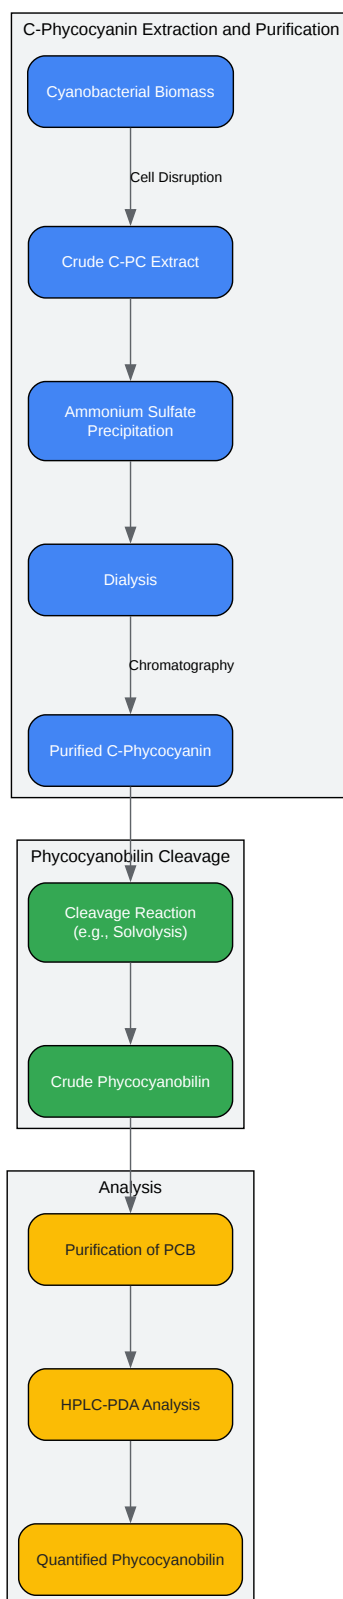 C-Phycocyanin Extraction and Purification
Cyanobacterial Biomass
Cell Disruption
Crude C-PC Extract
Ammonium Sulfate
Precipitation
Dialysis
Chromatography
Purified C-Phycocyanin
Phycocyanobilin Cleavage
Cleavage Reaction
(e.g., Solvolysis)
Crude Phycocyanobilin
Analysis
Purification of PCB
HPLC-PDA Analysis
Quantified Phycocyanobilin